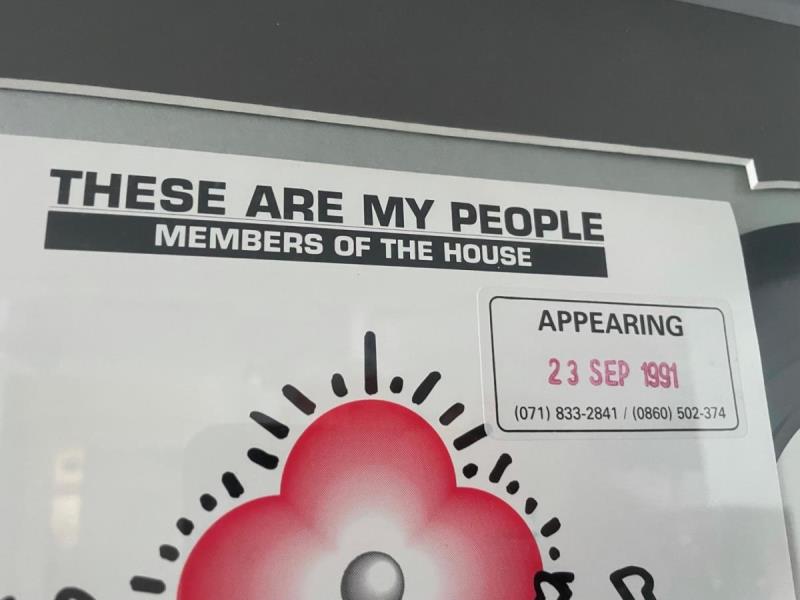 THESE ARE MY PEOPLE
MEMBERS OF THE HOUSE
APPEARING
23 SEP 1991
(071) 833-2841 / (0860) 502-374